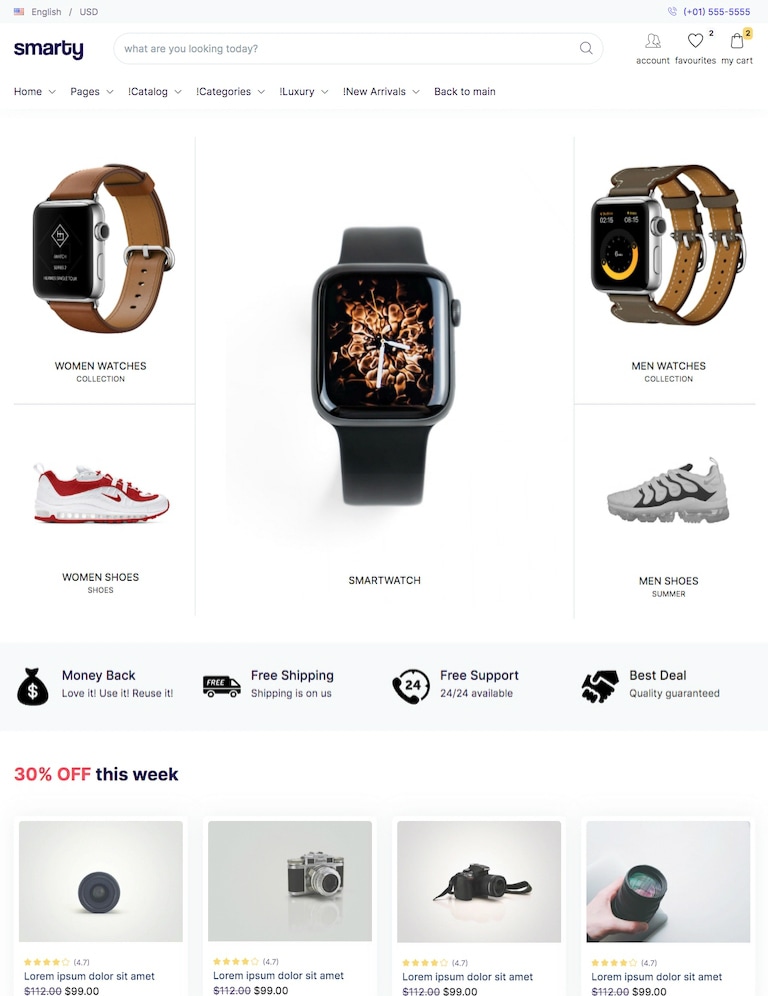 English / USD
(+01) 555-5555
smarty
what are you looking today?
account
2
favourites
2
my cart
Home
Pages
!Catalog
!Categories
!Luxury
!New Arrivals
Back to main
WOMEN WATCHES
COLLECTION
SMARTWATCH
02:15
08:15
MEN WATCHES
COLLECTION
WOMEN SHOES
SHOES
MEN SHOES
SUMMER
$
Money Back
Love it! Use it! Reuse it!
FREE
Free Shipping
Shipping is on us
24
Free Support
24/24 available
Best Deal
Quality guaranteed
30% OFF this week
(4.7)
Lorem ipsum dolor sit amet
$112.00 $99.00
(4.7)
Lorem ipsum dolor sit amet
$112.00 $99.00
(4.7)
Lorem ipsum dolor sit amet
$112.00 $99.00
(4.7)
Lorem ipsum dolor sit amet
$112.00 $99.00